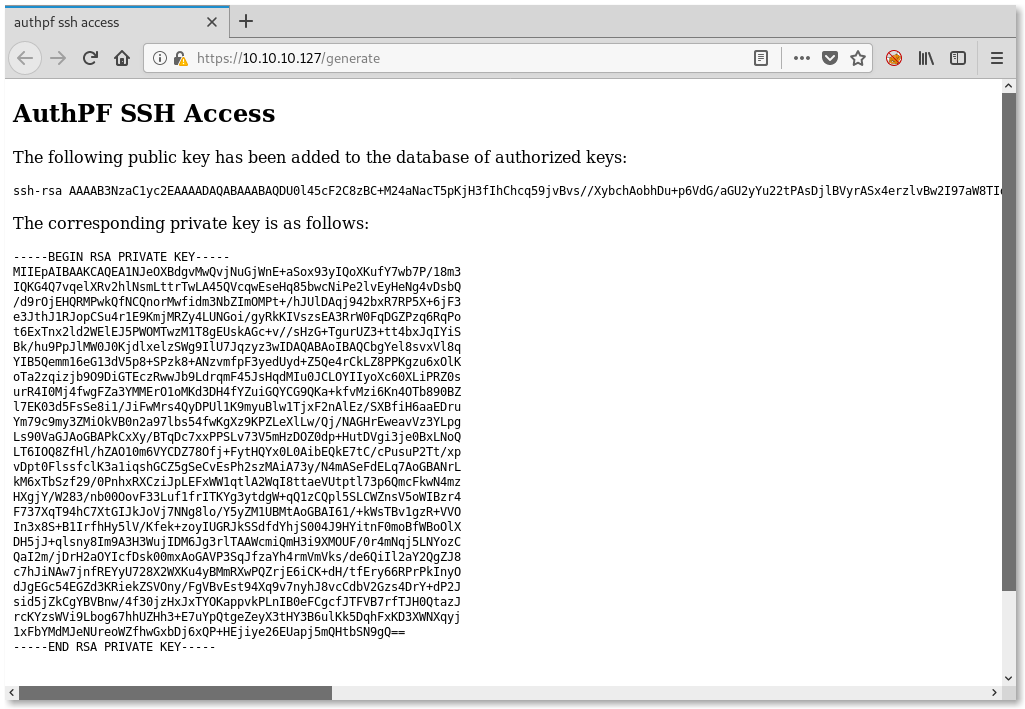 authpf ssh access
https://10.10.10.127/generate
AuthPF SSH Access
The following public key has been added to the database of authorized keys:
ssh-rsa AAAAB3NzaC1yc2EAAAADAQABAAABAQDU0l45cF2C8zBC+M24aNacT5pKjH3fIhChcq59jvBvs//XybchAobhDu+p6VdG/aGU2yYu22tPAsDjlBVyrASx4erzlvBw2I97aW8TI
The corresponding private key is as follows:
-----BEGIN RSA PRIVATE KEY-----
MIIEpAIBAAKCAQEA1NJeOXBdgvMwQvjNuGjWnE+aSox93yIQoXKufY7wb7P/18m3
IQKG4Q7vqelXRv2hlNsmLttrTwLA45QVcqwEseHq85bwcNiPe2lvEyHeNg4vDsbQ
/d9rOjEHQRMPwkQfNCQnorMwfidm3NbZImOMPt+/hJUlDAqj942bxR7RP5X+6jF3
e3JthJ1RJopCSu4r1E9KmjMRZy4LUNGoi/gyRkKIVszsEA3RrW0FqDGZPzq6RqPo
t6ExTnx2ld2WElEJ5PWOMTwzM1T8gEUskAGc+v//sHzG+TgurUZ3+tt4bxJqIYiS
Bk/hu9PpJlMW0J0KjdlxelzSWg9IlU7Jqzyz3wIDAQABAoIBAQCbgYel8svxVl8q
YIB5Qemm16eG13dV5p8+SPzk8+ANzvmfpF3yedUyd+Z5Qe4rCkLZ8PPKgzu6xOlK
oTa2zqizjb9O9DiGTEczRwwJb9LdrqmF45JsHqdMIu0JCLOYIIyoXc60XLiPRZ0s
urR4I0Mj4fwgFZa3YMMErO1oMKd3DH4fYZuiGQYCG9QKa+kfvMzi6Kn4OTb890BZ
l7EK03d5FsSe8i1/JiFwMrs4QyDPUl1K9myuBlw1TjxF2nAlEz/SXBfiH6aaEDru
Ym79c9my3ZMiOkVB0n2a97lbs54fwKgXz9KPZLeXlLw/Qj/NAGHrEweavVz3YLpg
Ls90VaGJAoGBAPkCxXy/BTqDc7xxPPSLv73V5mHzDOZ0dp+HutDVgi3je0BxLNoQ
LT6IOQ8ZfHl/hZAO10m6VYCDZ78Ofj+FytHQYx0L0AibEQkE7tC/cPusuP2Tt/xp
vDpt0FlssfclK3a1iqshGCZ5gSeCvEsPh2szMAiA73y/N4mASeFdELq7AoGBANrL
kM6xTbSzf29/0PnhxRXCziJpLEFxWW1qtlA2WqI8ttaeVUtptl73p6QmcFkwN4mz
HXgjY/W283/nb00OovF33Luf1frITKYg3ytdgW+qQ1zCQpl5SLCWZnsV5oWIBzr4
F737XqT94hC7XtGIJkJoVj7NNg8lo/Y5yZM1UBMtAoGBAI61/+kWsTBv1gzR+VVO
In3x8S+B1IrfhHy5lV/Kfek+zoyIUGRJkSSdfdYhjS004J9HYitnF0moBfWBoOlX
DH5jJ+qlsny8Im9A3H3WujIDM6Jg3rlTAAWcmiQmH3i9XMOUF/0r4mNqj5LNYozC
QaI2m/jDrH2aOYIcfDsk00mxAoGAVP3SqJfzaYh4rmVmVks/de6QiIl2aY2QgZJ8
c7hJiNAw7jnfREYyU728X2WXKu4yBMmRXwPQZrjE6iCK+dH/tfEry66RPrPkInyO
dJgEGc54EGZd3KRiekZSVOny/FgVBvEst94Xq9v7nyhJ8vcCdbV2Gzs4DrY+dP2J
sid5jZkCgYBVBnw/4f30jzHxJxTYOKappvkPLnIB0eFCgcfJTFVB7rfTJH0QtazJ
rcKYzsWVi9Lbog67hhUZHh3+E7uYpQtgeZeyX3tHY3B6ulKk5DqhFxKD3XWNXqyj
1xFbYMdMJeNUreoWZfhwGxbDj6xQP+HEjiye26EUapj5mQHtbSN9gQ==
-----END RSA PRIVATE KEY-----